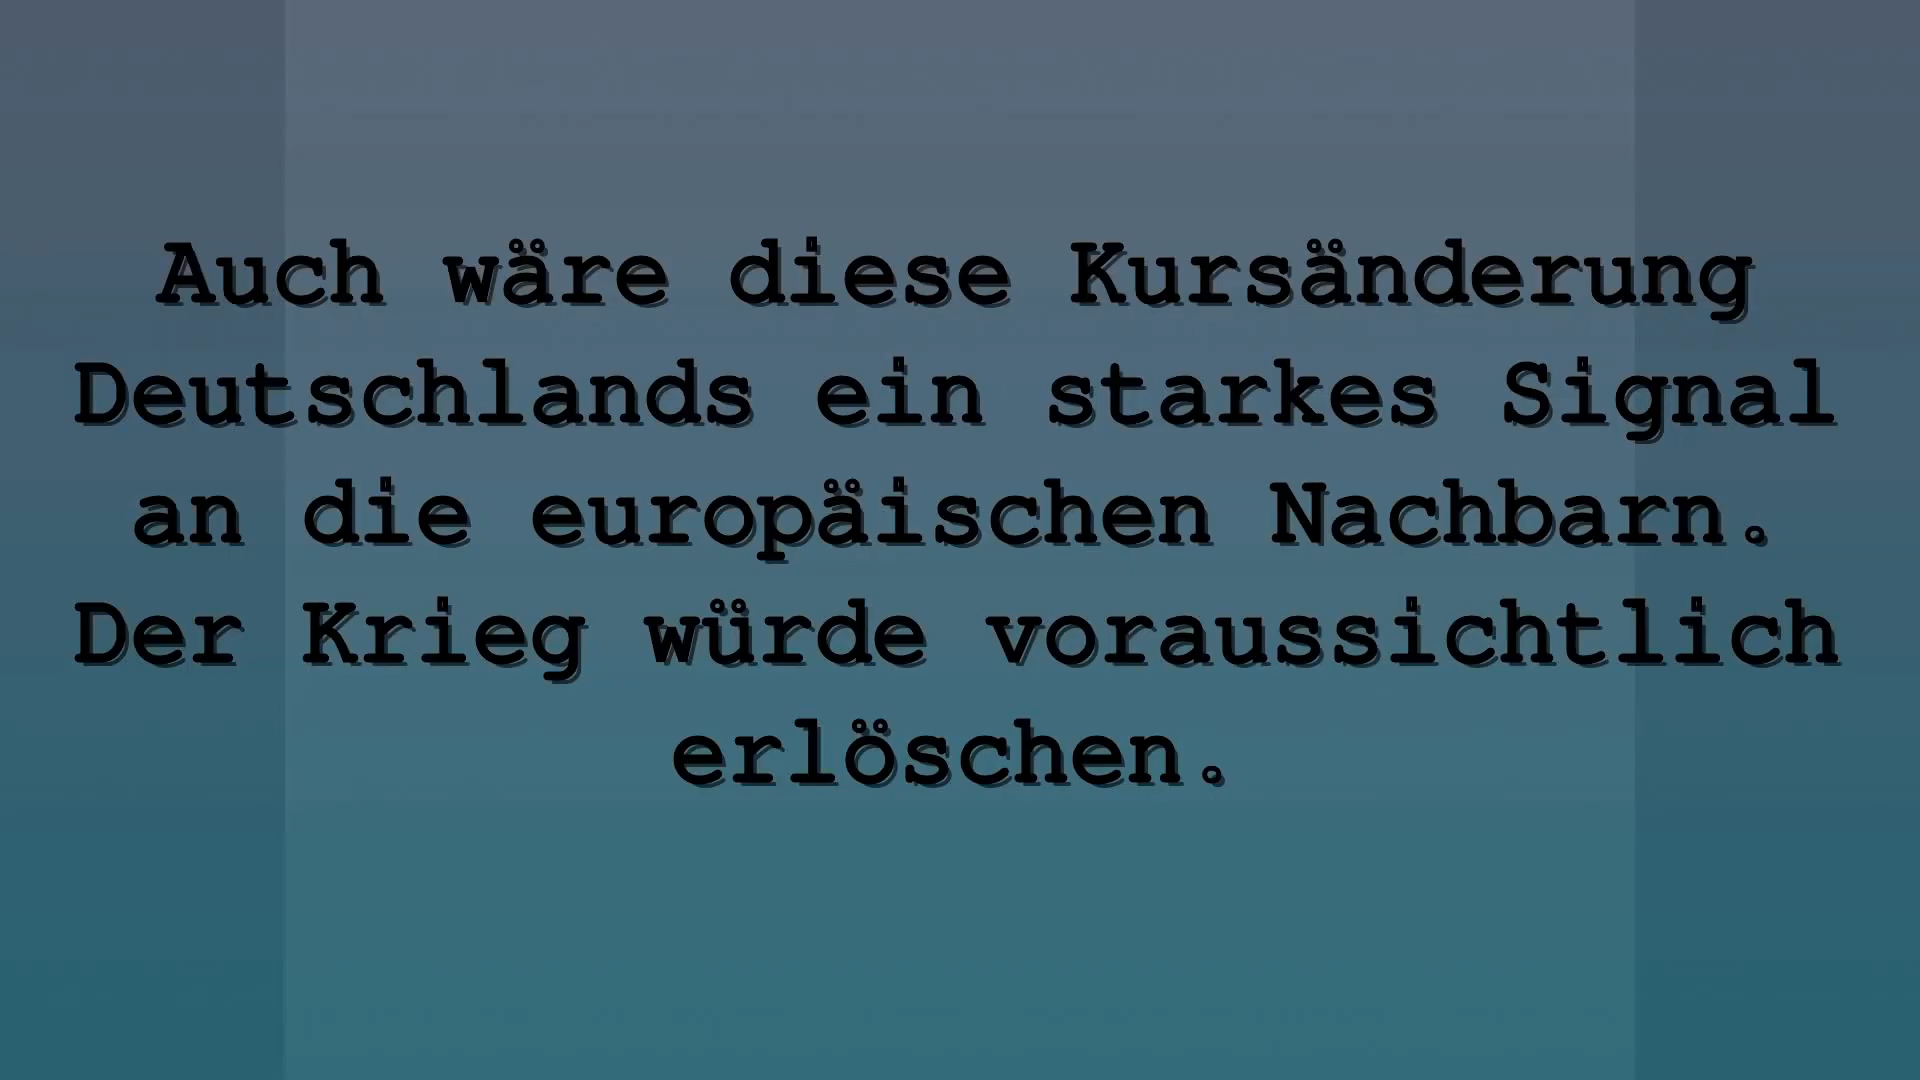 Auch wäre diese Kursänderung
Deutschlands ein starkes Signal
an die europäischen Nachbarn.
Der Krieg würde voraussichtlich
erlöschen.